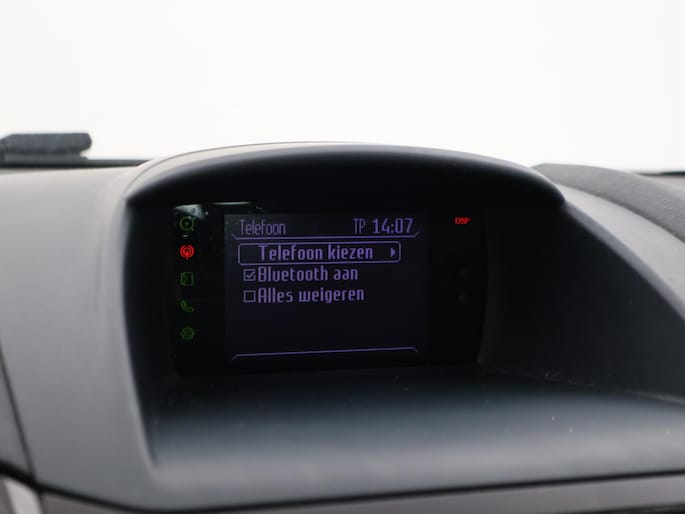 Telefoon TP 14:07
DSP
Telefoon kiezen
Bluetooth aan
Alles weigeren